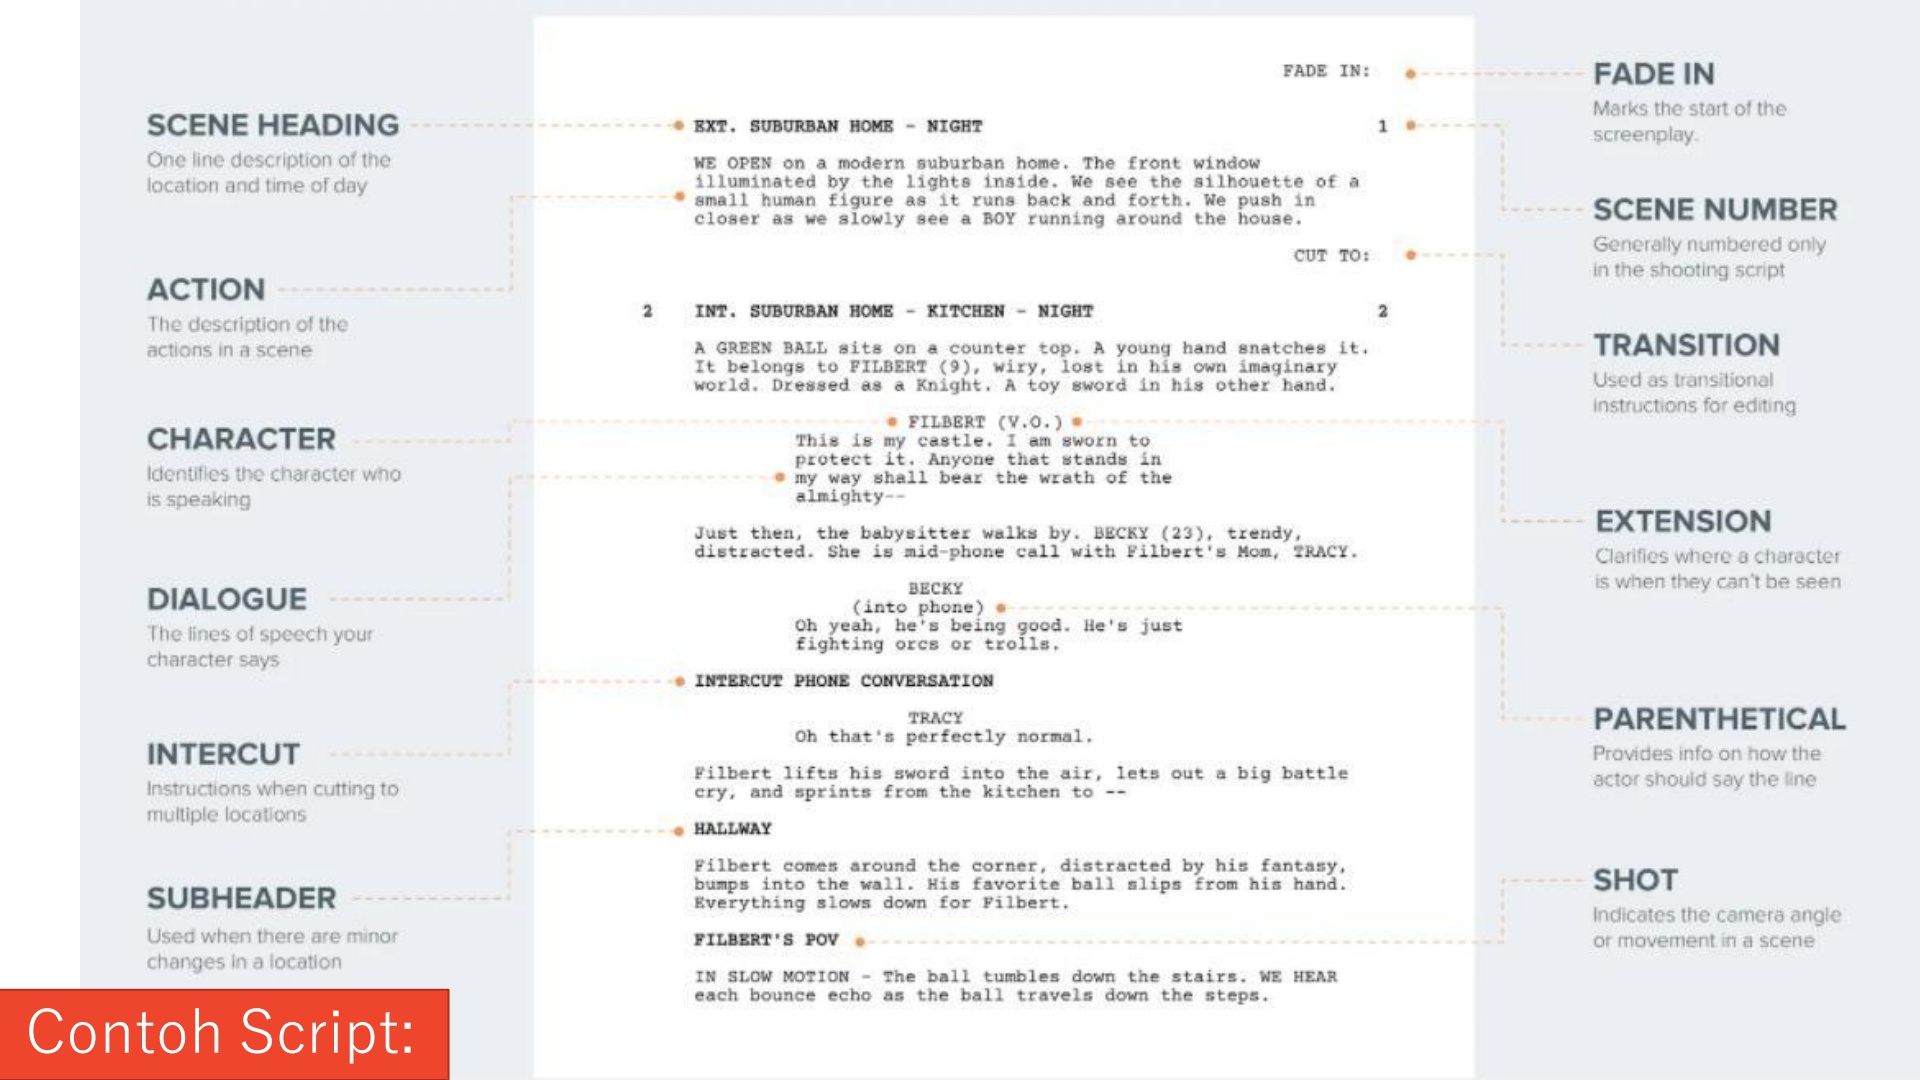 SCENE HEADING
One line description of the
location and time of day
ACTION
The description of the
actions in a scene
CHARACTER
Identifies the character who
is speaking
DIALOGUE
The lines of speech your
character says
INTERCUT
Instructions when cutting to
multiple locations
SUBHEADER
Used when there are minor
changes in a location
Contoh Script:
FADE IN:
EXT. SUBURBAN HOME - NIGHT 1
WE OPEN on a modern suburban home. The front window
illuminated by the lights inside. We see the silhouette of a
small human figure as it runs back and forth. We push in
closer as we slowly see a BOY running around the house.
CUT TO:
2 INT. SUBURBAN HOME - KITCHEN - NIGHT 2
A GREEN BALL sits on a counter top. A young hand snatches it.
It belongs to FILBERT (9), wiry, lost in his own imaginary
world. Dressed as a Knight. A toy sword in his other hand.
FILBERT (V.O.)
This is my castle. I am sworn to
protect it. Anyone that stands in
my way shall bear the wrath of the
almighty--
Just then, the babysitter walks by. BECKY (23), trendy,
distracted. She is mid-phone call with Filbert's Mom, TRACY.
BECKY
(into phone)
Oh yeah, he's being good. He's just
fighting orcs or trolls.
INTERCUT PHONE CONVERSATION
TRACY
Oh that's perfectly normal.
Filbert lifts his sword into the air, lets out a big battle
cry, and sprints from the kitchen to --
HALLWAY
Filbert comes around the corner, distracted by his fantasy,
bumps into the wall. His favorite ball slips from his hand.
Everything slows down for Filbert.
FILBERT'S POV
IN SLOW MOTION - The ball tumbles down the stairs. WE HEAR
each bounce echo as the ball travels down the steps.
FADE IN
Marks the start of the
screenplay.
SCENE NUMBER
Generally numbered only
in the shooting script
TRANSITION
Used as transitional
instructions for editing
EXTENSION
Clarifies where a character
is when they can't be seen
PARENTHETICAL
Provides info on how the
actor should say the line
SHOT
Indicates the camera angle
or movement in a scene